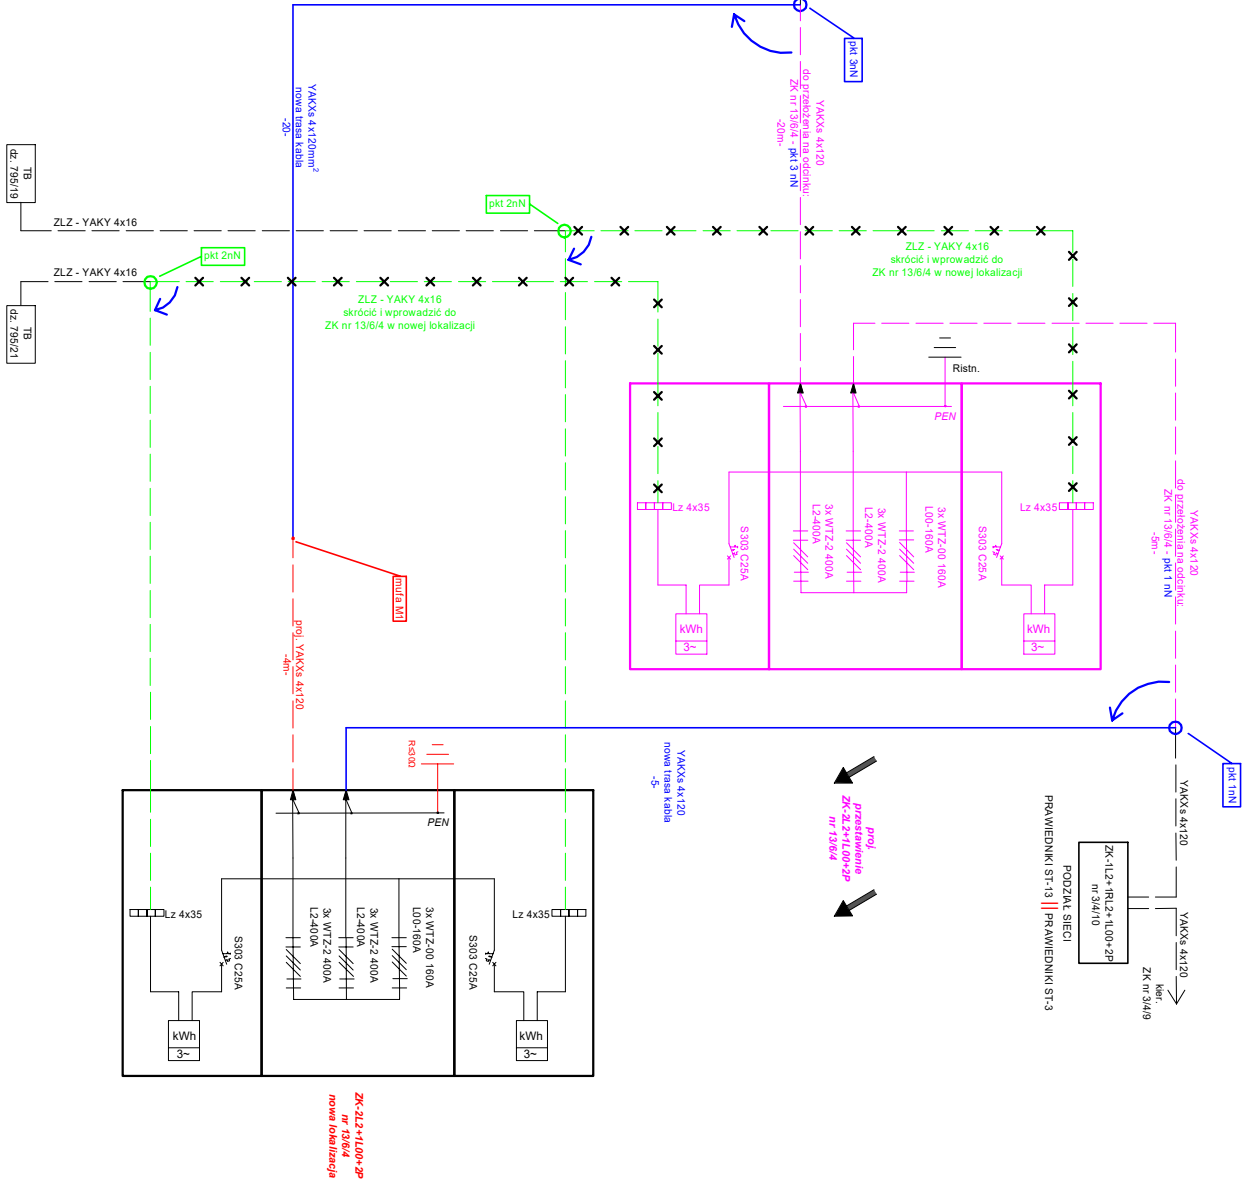 pkt 3nN
YAKXs 4x120
do przełożenia na odcinku:
ZK nr 13/6/4 - pkt 3 nN
-20m-
YAKXs 4x120mm²
nowa trasa kabla
-20-
TB
dz. 795/19
ZLZ - YAKY 4x16
pkt 2nN
ZLZ - YAKY 4x16
skrócić i wprowadzić do
ZK nr 13/6/4 w nowej lokalizacji
pkt 2nN
ZLZ - YAKY 4x16
TB
dz. 795/21
ZLZ - YAKY 4x16
skrócić i wprowadzić do
ZK nr 13/6/4 w nowej lokalizacji
Ristn.
PEN
Lz 4x35
S303 C25A
3x WTZ-2 400A
L2-400A
3x WTZ-2 400A
L2-400A
3x WTZ-00 160A
L00-160A
S303 C25A
Lz 4x35
kWh
3~
kWh
3~
YAKXs 4x120
do przełożenia na odcinku:
ZK nr 13/6/4 - pkt 1 nN
-5m-
mufa M1
proj. YAKXs 4x120
-4m-
R≤30Ω
PEN
YAKXs 4x120
nowa trasa kabla
-5-
proj.
przestawienie
ZK-2L2+1L00+2P
nr 13/6/4
pkt 1nN
YAKXs 4x120
ZK-1L2+1RL2+1L00+2P
nr 3/4/10
PODZIAŁ SIECI
PRAWIEDNIKI ST-13 || PRAWIEDNIKI ST-3
YAKXs 4x120
kier.
ZK nr 3/4/9
Lz 4x35
S303 C25A
3x WTZ-2 400A
L2-400A
3x WTZ-2 400A
L2-400A
3x WTZ-00 160A
L00-160A
S303 C25A
Lz 4x35
kWh
3~
kWh
3~
ZK-2L2+1L00+2P
nr 13/6/4
nowa lokalizacja